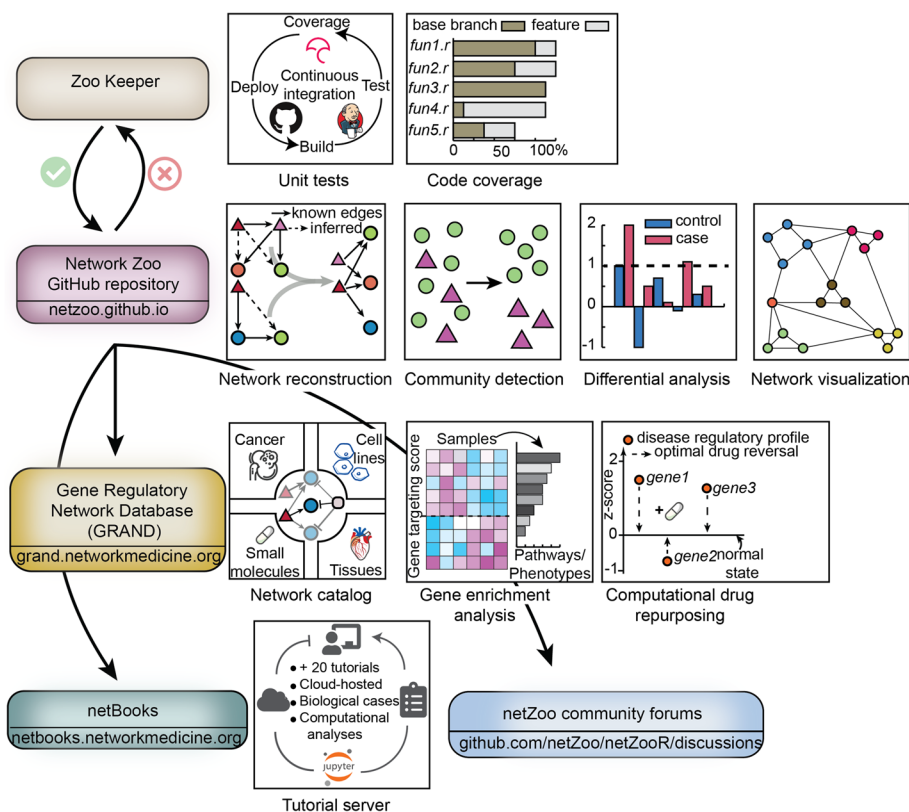 Zoo Keeper
Coverage
Continuous
integration
Deploy
Test
Build
Unit tests
base branch
feature
fun1.r
fun2.r
fun3.r
fun4.r
fun5.r
0
50
100%
Code coverage
Network Zoo
GitHub repository
netzoo.github.io
known edges
inferred
Network reconstruction
Community detection
2
1
0
-1
control
case
Differential analysis
Network visualization
Gene Regulatory
Network Database
(GRAND)
grand.networkmedicine.org
Cancer
Cell
lines
Small
molecules
Tissues
Network catalog
Samples
Gene targeting score
Pathways/
Phenotypes
Gene enrichment
analysis
disease regulatory profile
optimal drug reversal
z-score
2
0
-1
gene1
gene3
+
gene2
normal
state
Computational drug
repurposing
netBooks
netbooks.networkmedicine.org
+ 20 tutorials
Cloud-hosted
Biological cases
Computational
analyses
jupyter
Tutorial server
netZoo community forums
github.com/netZoo/netZooR/discussions